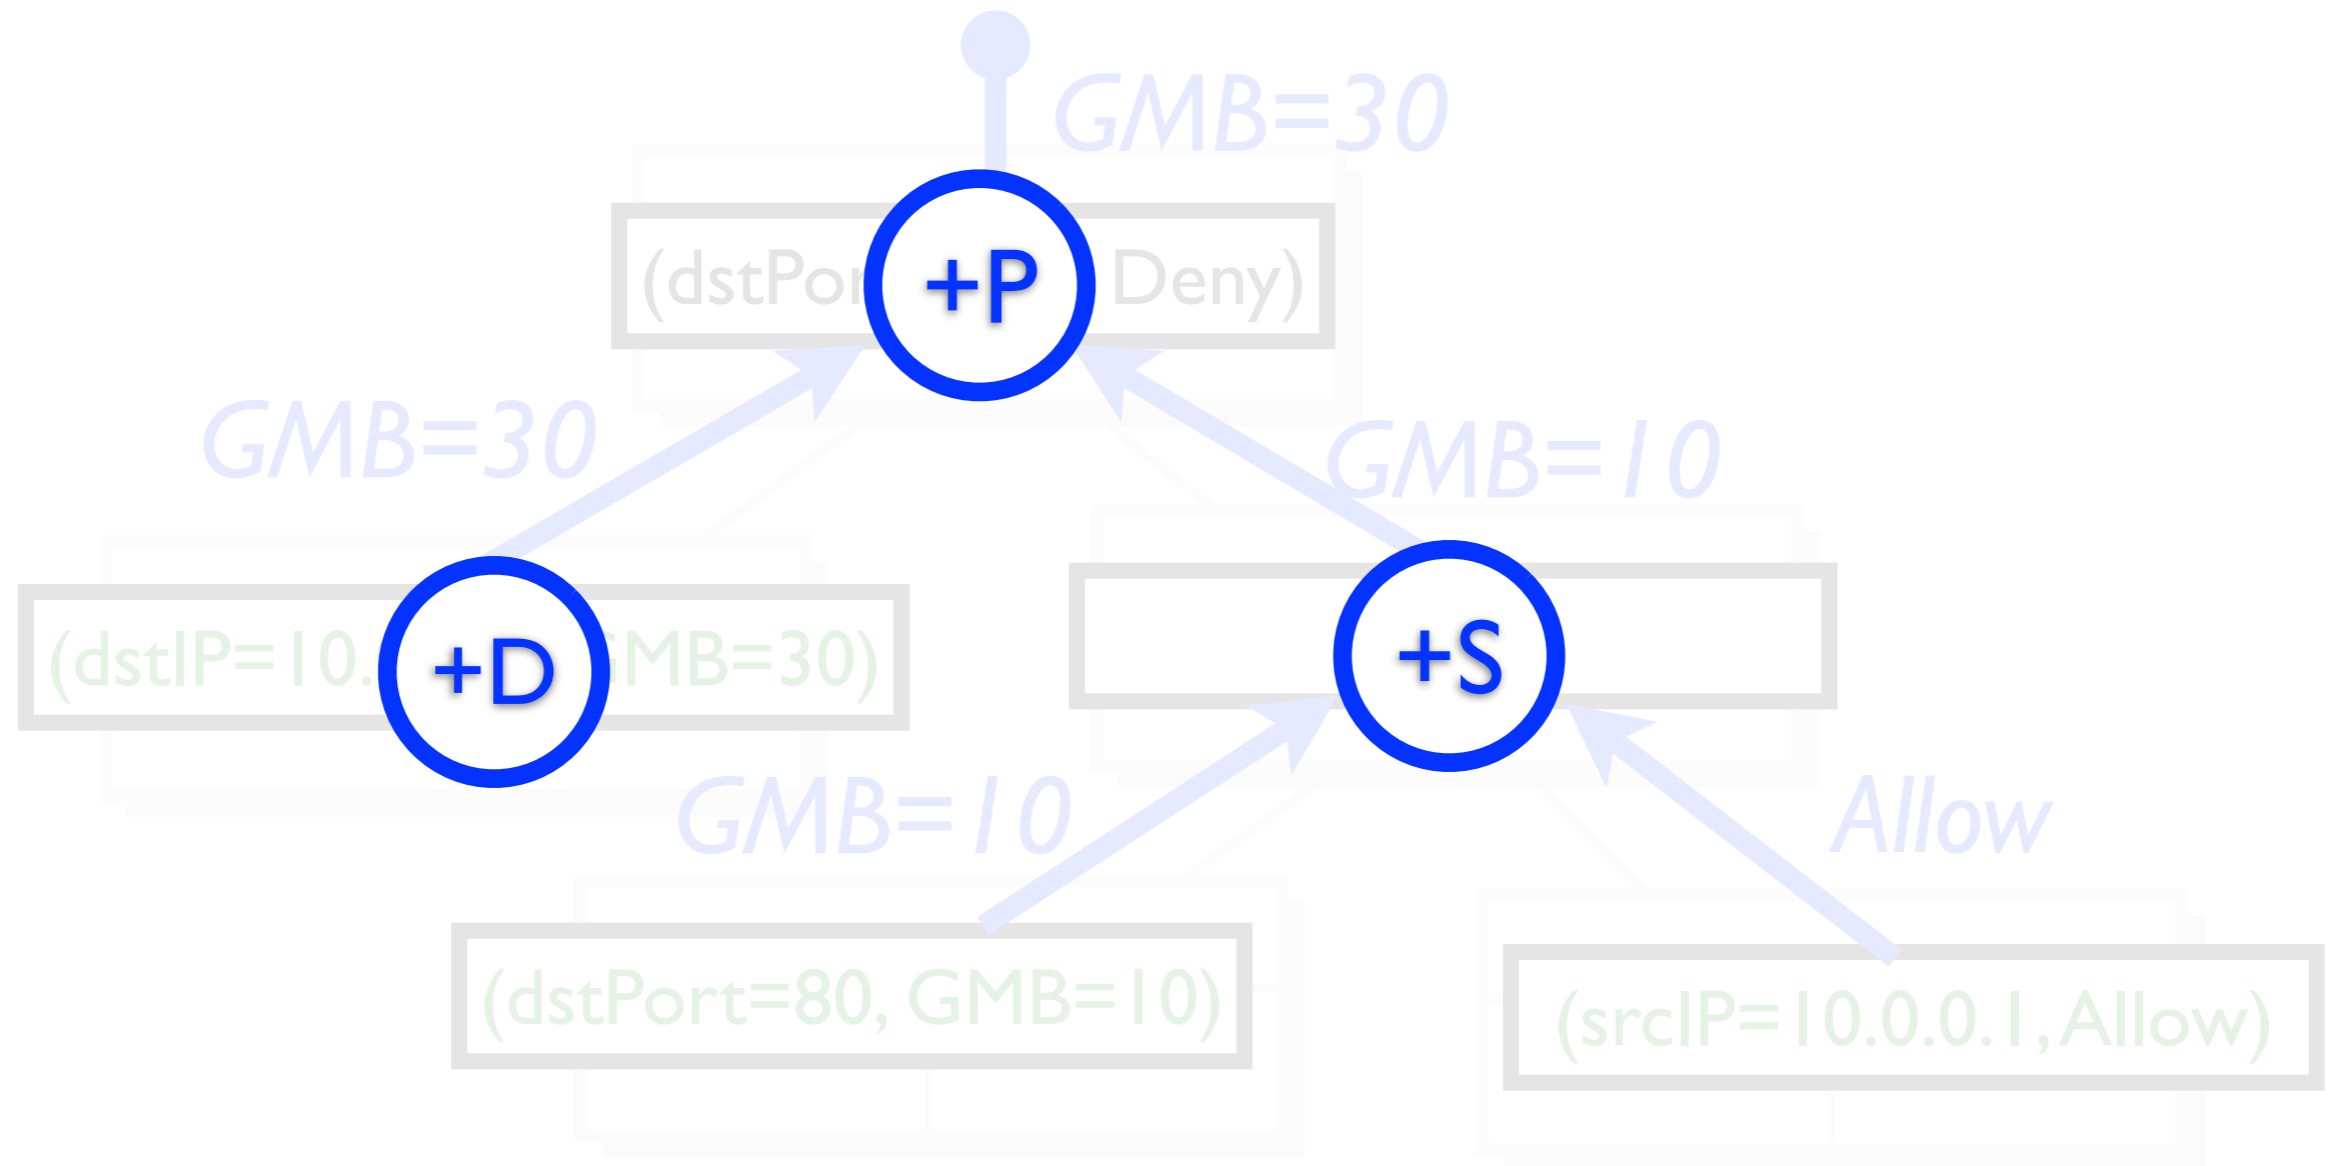 GMB=30
(dstPor
+P
Deny)
GMB=30
GMB=10
(dstIP=10.
+D
GMB=30)
+S
GMB=10
Allow
(dstPort=80, GMB=10)
(srcIP=10.0.0.1, Allow)